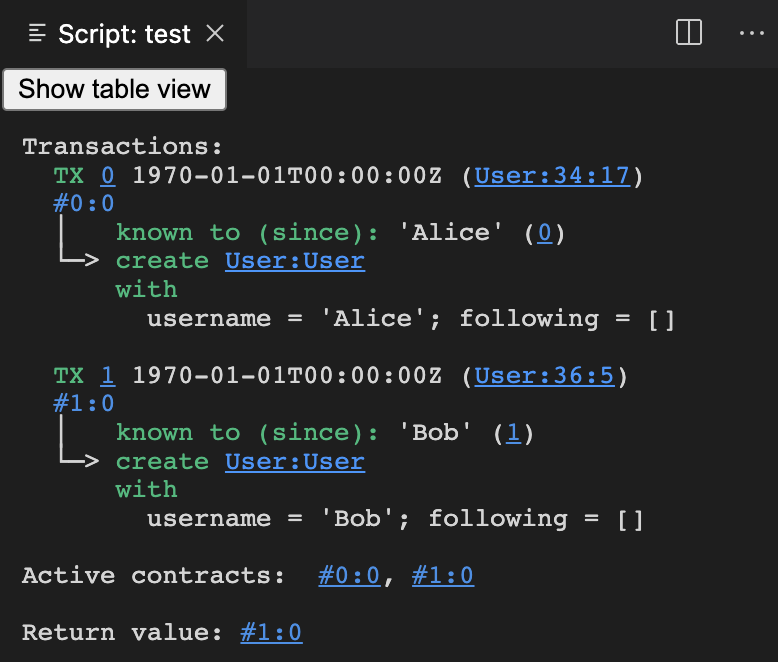 Script: test
Show table view
Transactions:
TX 0 1970-01-01T00:00:00Z (User:34:17)
#0:0
known to (since): 'Alice' (0)
create User:User
with
username = 'Alice'; following = []
TX 1 1970-01-01T00:00:00Z (User:36:5)
#1:0
known to (since): 'Bob' (1)
create User:User
with
username = 'Bob'; following = []
Active contracts: #0:0, #1:0
Return value: #1:0